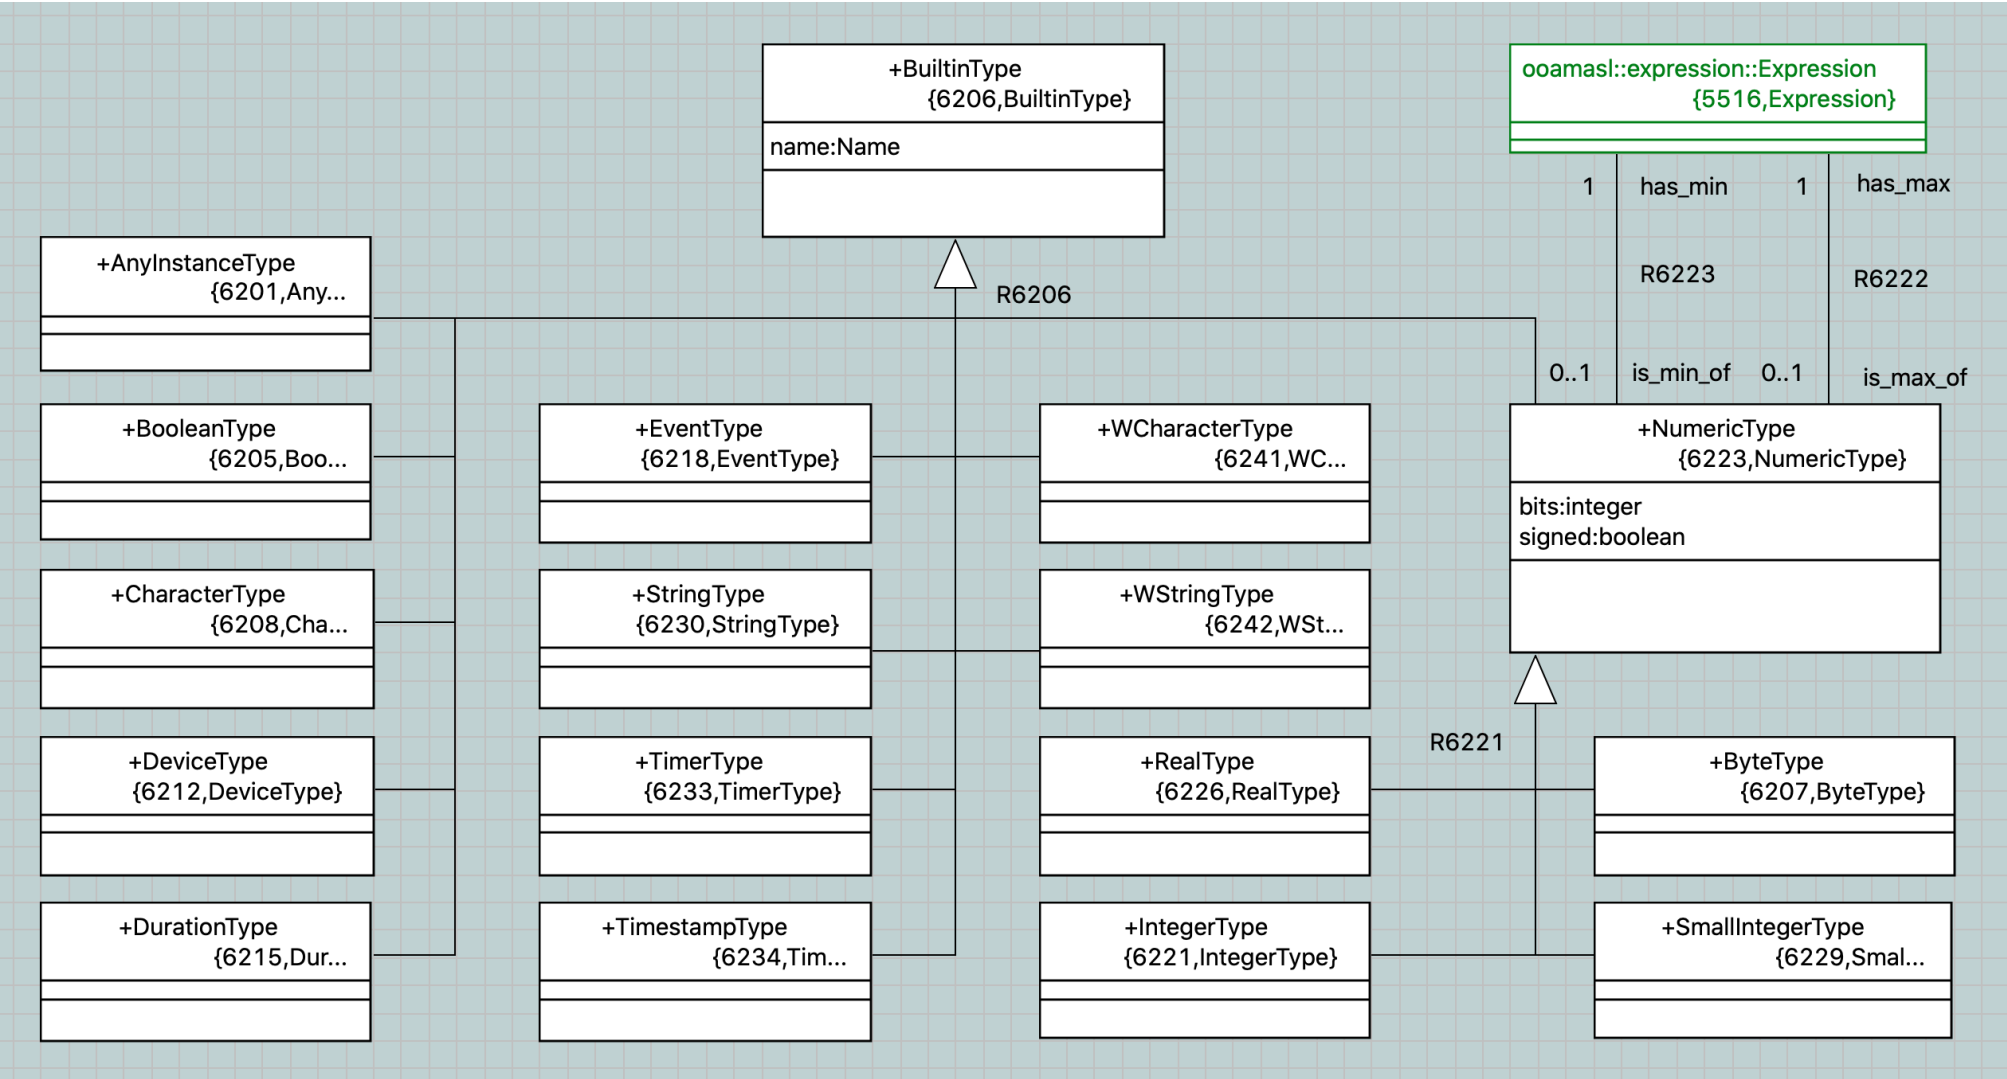 +BuiltinType
{6206,BuiltinType}
name:Name
ooamasl::expression::Expression
{5516,Expression}
1
has_min
1
has_max
R6223
R6222
0..1
is_min_of
0..1
is_max_of
R6206
+AnyInstanceType
{6201,Any...
+BooleanType
{6205,Boo...
+EventType
{6218,EventType}
+WCharacterType
{6241,WC...
+NumericType
{6223,NumericType}
bits:integer
signed:boolean
+CharacterType
{6208,Cha...
+StringType
{6230,StringType}
+WStringType
{6242,WSt...
R6221
+DeviceType
{6212,DeviceType}
+TimerType
{6233,TimerType}
+RealType
{6226,RealType}
+ByteType
{6207,ByteType}
+DurationType
{6215,Dur...
+TimestampType
{6234,Tim...
+IntegerType
{6221,IntegerType}
+SmallIntegerType
{6229,Smal...